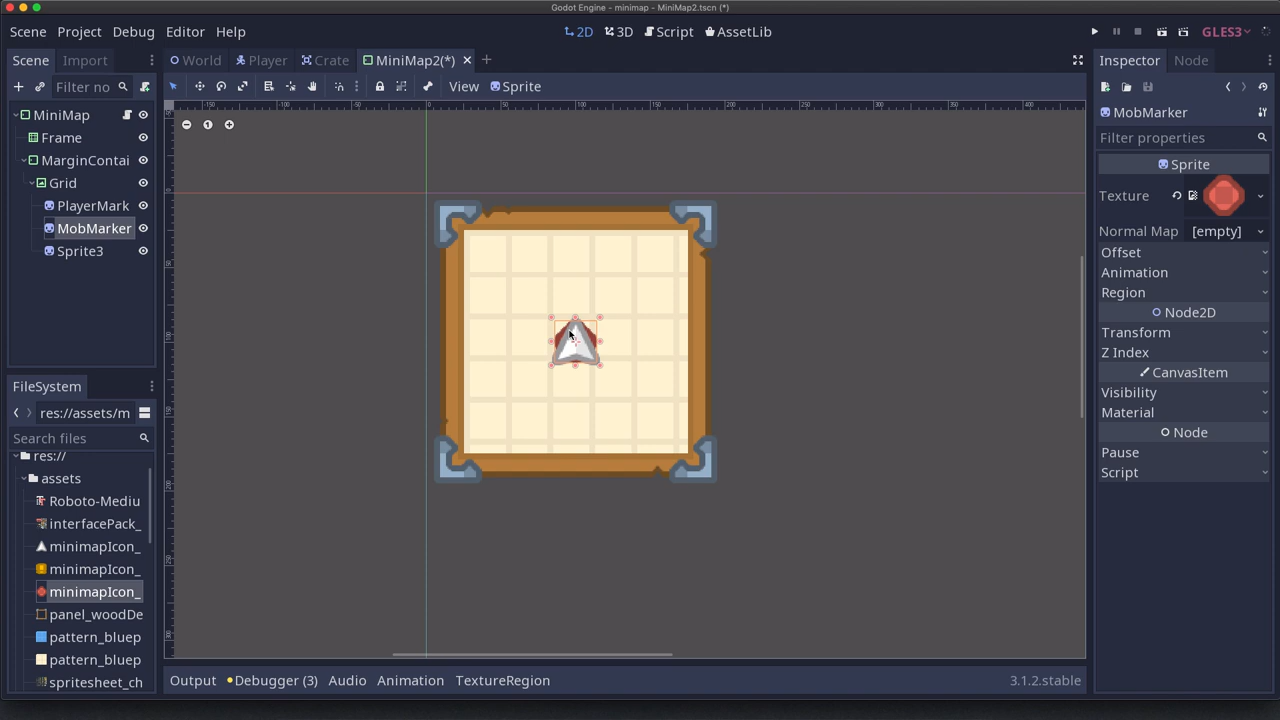 Godot Engine - minimap - MiniMap2.tscn (*)
Scene Project Debug Editor Help
2D 3D Script AssetLib
GLES3
Scene Import
World Player Crate MiniMap2(*)
Inspector Node
Filter no
View Sprite
MiniMap
Frame
MarginContai
Grid
PlayerMark
MobMarker
Sprite3
MobMarker
Filter properties
Sprite
Texture
Normal Map [empty]
Offset
Animation
Region
Node2D
Transform
Z Index
CanvasItem
Visibility
Material
Node
Pause
Script
FileSystem
res://assets/m
Search files
res://
assets
Roboto-Mediu
interfacePack_
minimapIcon_
minimapIcon_
minimapIcon_
panel_woodDe
pattern_bluep
pattern_bluep
spritesheet_ch
Output Debugger (3) Audio Animation TextureRegion 3.1.2.stable